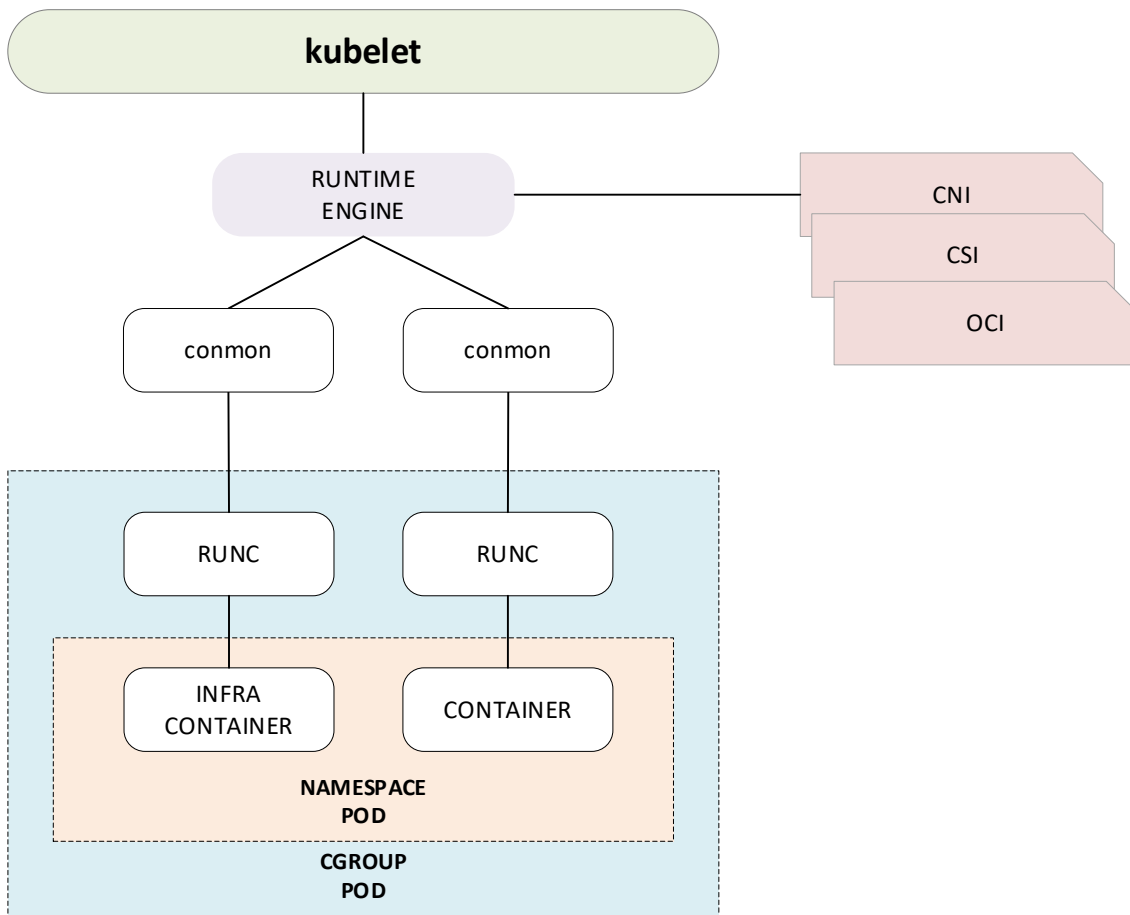 kubelet
RUNTIME
ENGINE
CNI
CSI
OCI
conmon
conmon
RUNC
RUNC
INFRA
CONTAINER
CONTAINER
NAMESPACE
POD
CGROUP
POD